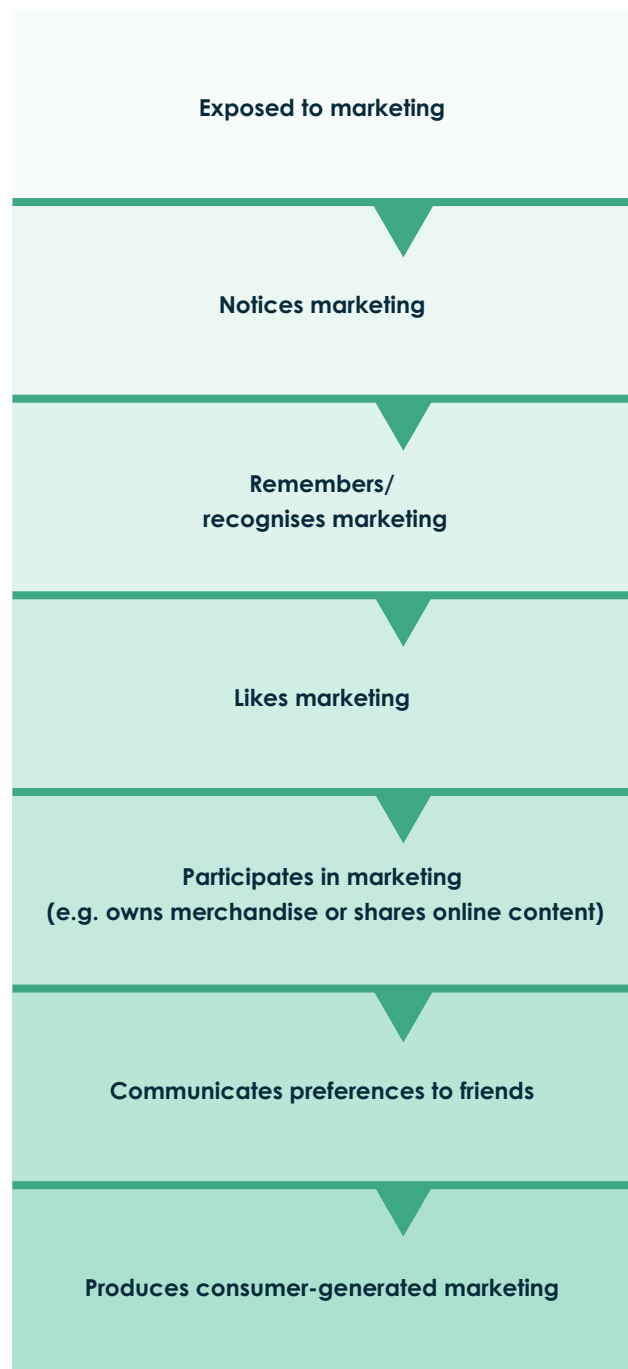 Exposed to marketing
Notices marketing
Remembers/
recognises marketing
Likes marketing
Participates in marketing
(e.g. owns merchandise or shares online content)
Communicates preferences to friends
Produces consumer-generated marketing